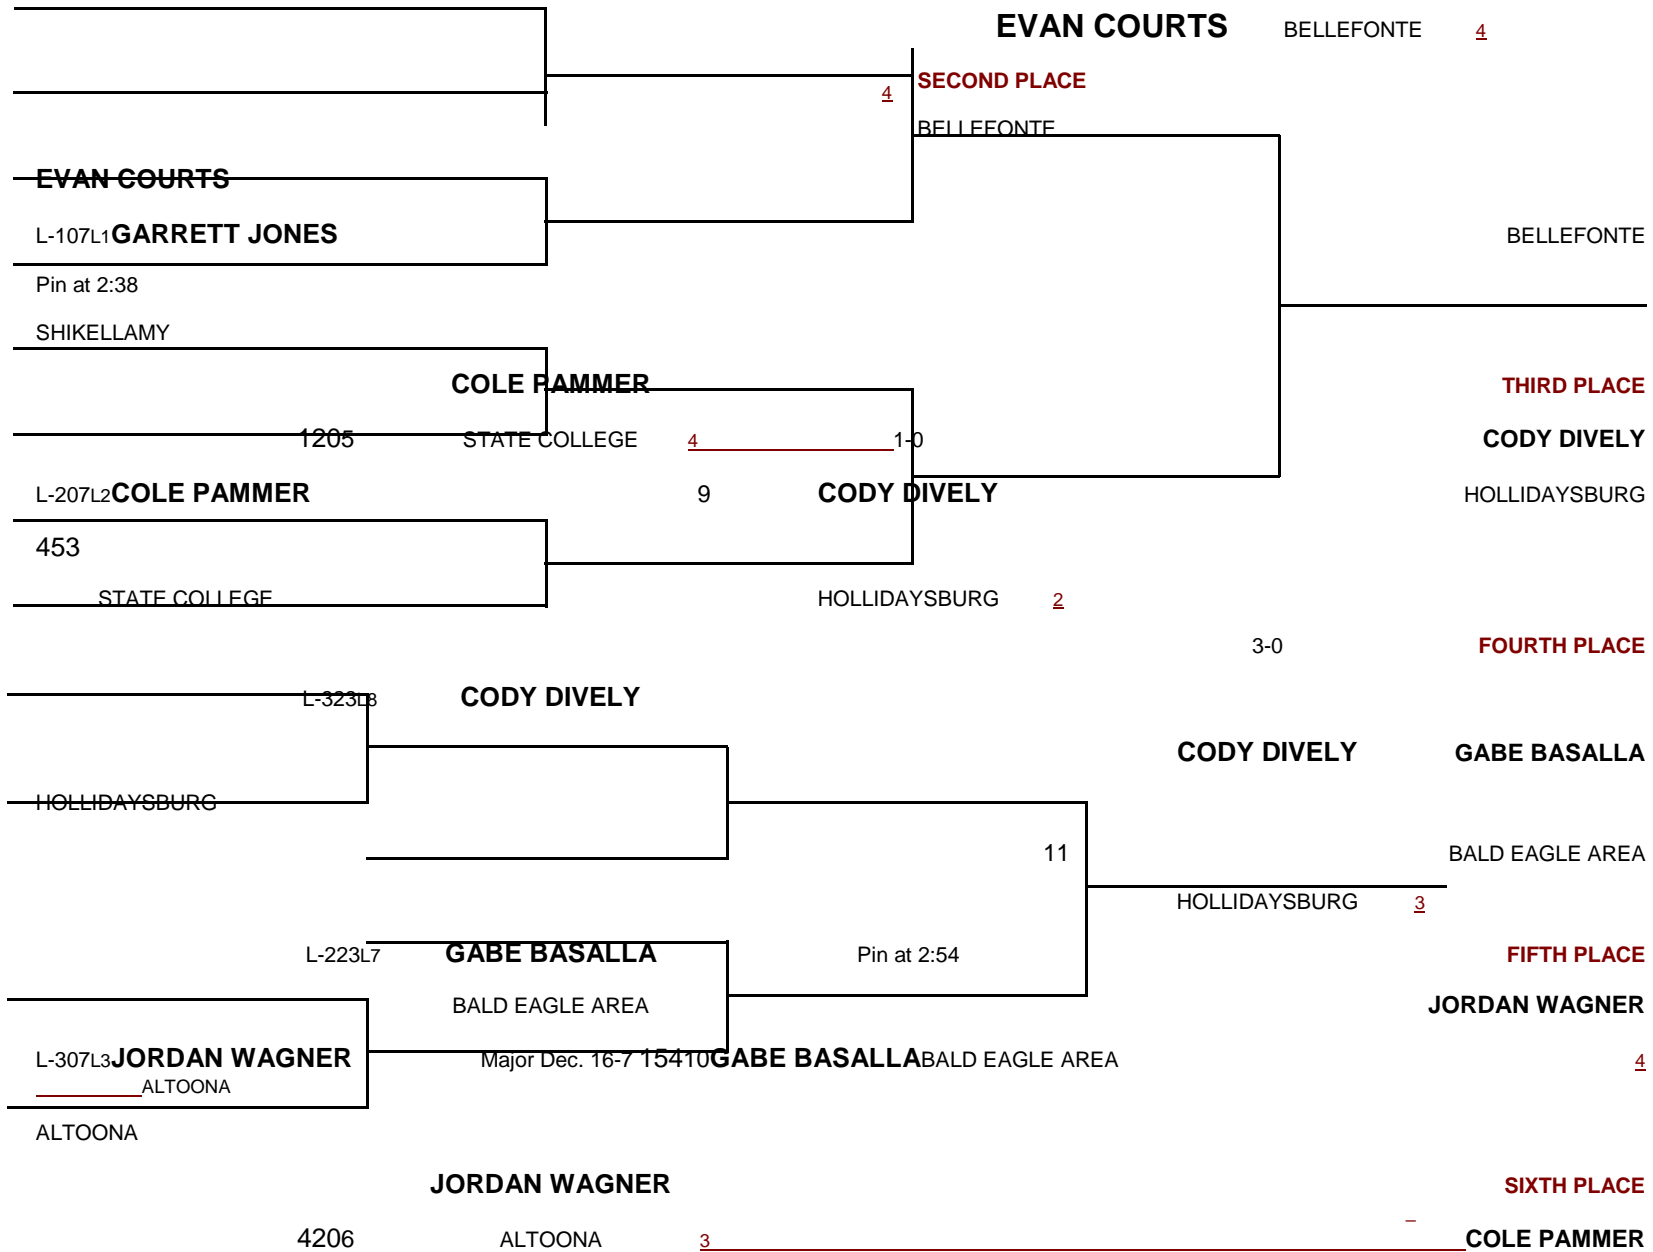 EVAN COURTS BELLEFONTE 4
4 SECOND PLACE
BELLEFONTE
EVAN COURTS
L-107L1GARRETT JONES BELLEFONTE
Pin at 2:38
SHIKELLAMY
COLE PAMMER THIRD PLACE
1205 STATE COLLEGE 4 1-0 CODY DIVELY
L-207L2COLE PAMMER 9 CODY DIVELY HOLLIDAYSBURG
453
STATE COLLEGE HOLLIDAYSBURG 2
3-0 FOURTH PLACE
L-323L8 CODY DIVELY
CODY DIVELY GABE BASALLA
HOLLIDAYSBURG
11 BALD EAGLE AREA
HOLLIDAYSBURG 3
L-223L7 GABE BASALLA Pin at 2:54 FIFTH PLACE
BALD EAGLE AREA JORDAN WAGNER
L-307L3JORDAN WAGNER Major Dec. 16-7 15410GABE BASALLABALD EAGLE AREA 4
ALTOONA
ALTOONA
JORDAN WAGNER SIXTH PLACE
4206 ALTOONA 3 COLE PAMMER